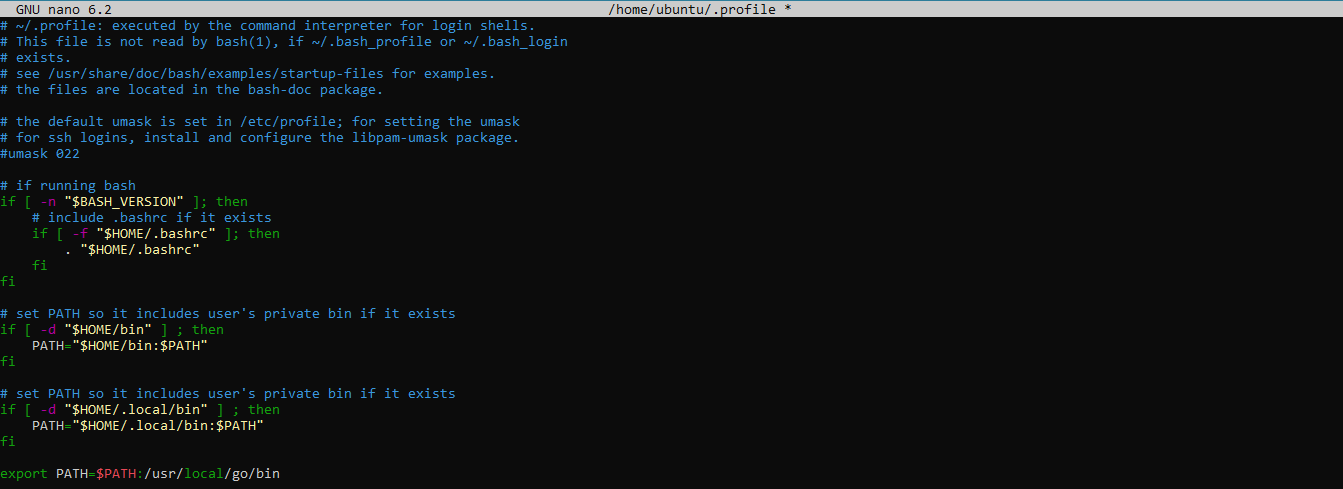 GNU nano 6.2 /home/ubuntu/.profile *
# ~/.profile: executed by the command interpreter for login shells.
# This file is not read by bash(1), if ~/.bash_profile or ~/.bash_login
# exists.
# see /usr/share/doc/bash/examples/startup-files for examples.
# the files are located in the bash-doc package.

# the default umask is set in /etc/profile; for setting the umask
# for ssh logins, install and configure the libpam-umask package.
#umask 022

# if running bash
if [ -n "$BASH_VERSION" ]; then
    # include .bashrc if it exists
    if [ -f "$HOME/.bashrc" ]; then
        . "$HOME/.bashrc"
    fi
fi

# set PATH so it includes user's private bin if it exists
if [ -d "$HOME/bin" ] ; then
    PATH="$HOME/bin:$PATH"
fi

# set PATH so it includes user's private bin if it exists
if [ -d "$HOME/.local/bin" ] ; then
    PATH="$HOME/.local/bin:$PATH"
fi

export PATH=$PATH:/usr/local/go/bin